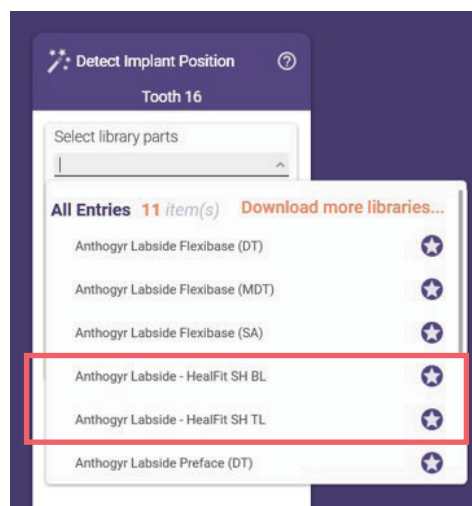 Detect Implant Position
Tooth 16
Select library parts
All Entries 11 item(s) Download more libraries...
Anthogyr Labside Flexibase (DT)
Anthogyr Labside Flexibase (MDT)
Anthogyr Labside Flexibase (SA)
Anthogyr Labside - HealFit SH BL
Anthogyr Labside - HealFit SH TL
Anthogyr Labside Preface (DT)